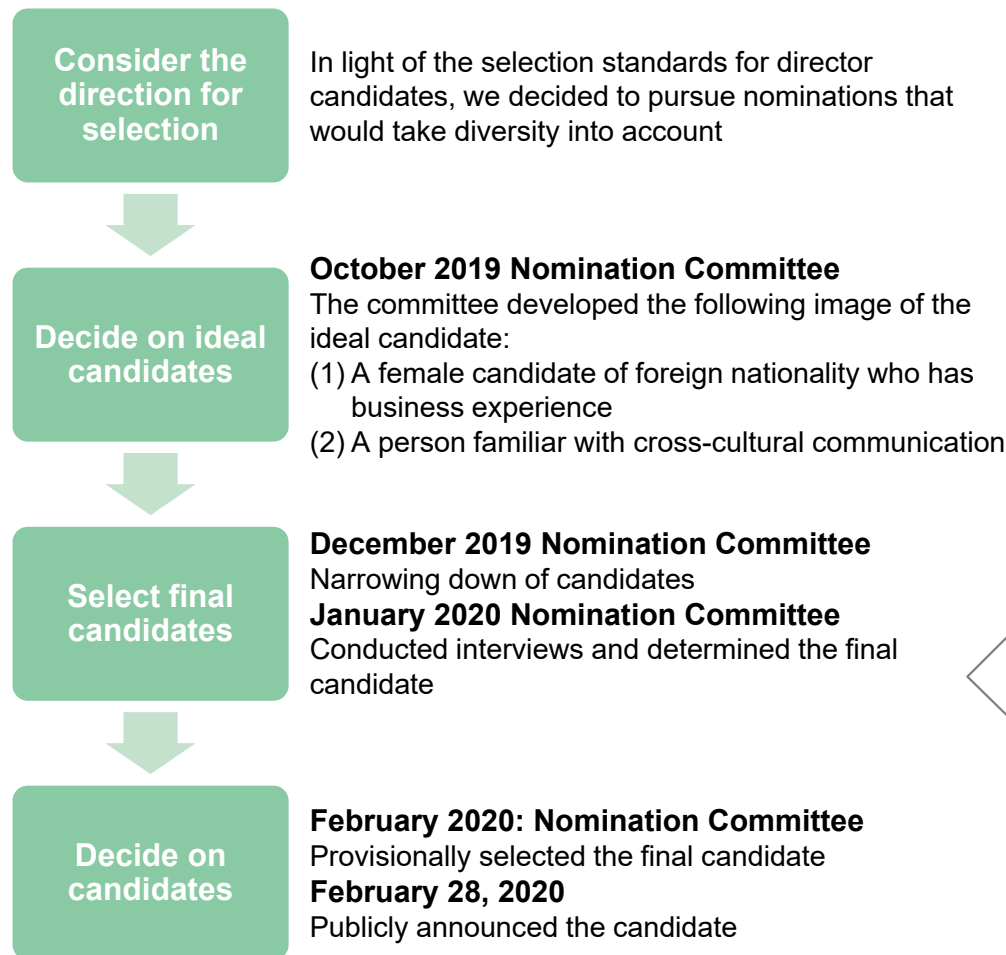 Consider the
direction for
selection
In light of the selection standards for director
candidates, we decided to pursue nominations that
would take diversity into account
Decide on ideal
candidates
October 2019 Nomination Committee
The committee developed the following image of the
ideal candidate:
(1) A female candidate of foreign nationality who has
business experience
(2) A person familiar with cross-cultural communication
Select final
candidates
December 2019 Nomination Committee
Narrowing down of candidates
January 2020 Nomination Committee
Conducted interviews and determined the final
candidate
Decide on
candidates
February 2020: Nomination Committee
Provisionally selected the final candidate
February 28, 2020
Publicly announced the candidate